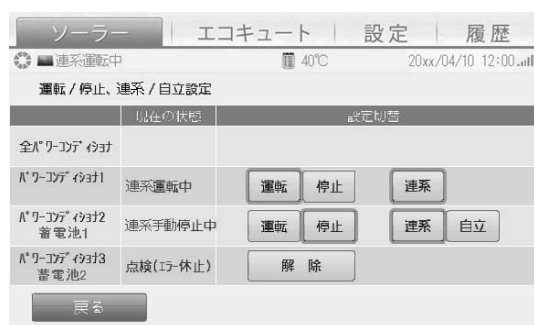 ソーラー エコキュート 設定 履歴
連系運転中 40℃ 20xx/04/10 12:00
運転/停止、連系/自立設定
現在の状態 設定切替
全ﾊﾟﾜｰｺﾝﾃﾞｨｼｮﾅ
ﾊﾟﾜｰｺﾝﾃﾞｨｼｮﾅ1 連系運転中 運転 停止 連系
ﾊﾟﾜｰｺﾝﾃﾞｨｼｮﾅ2 連系手動停止中 運転 停止 連系 自立
蓄電池1
ﾊﾟﾜｰｺﾝﾃﾞｨｼｮﾅ3 点検(ｴﾗｰ休止) 解除
蓄電池2
戻る